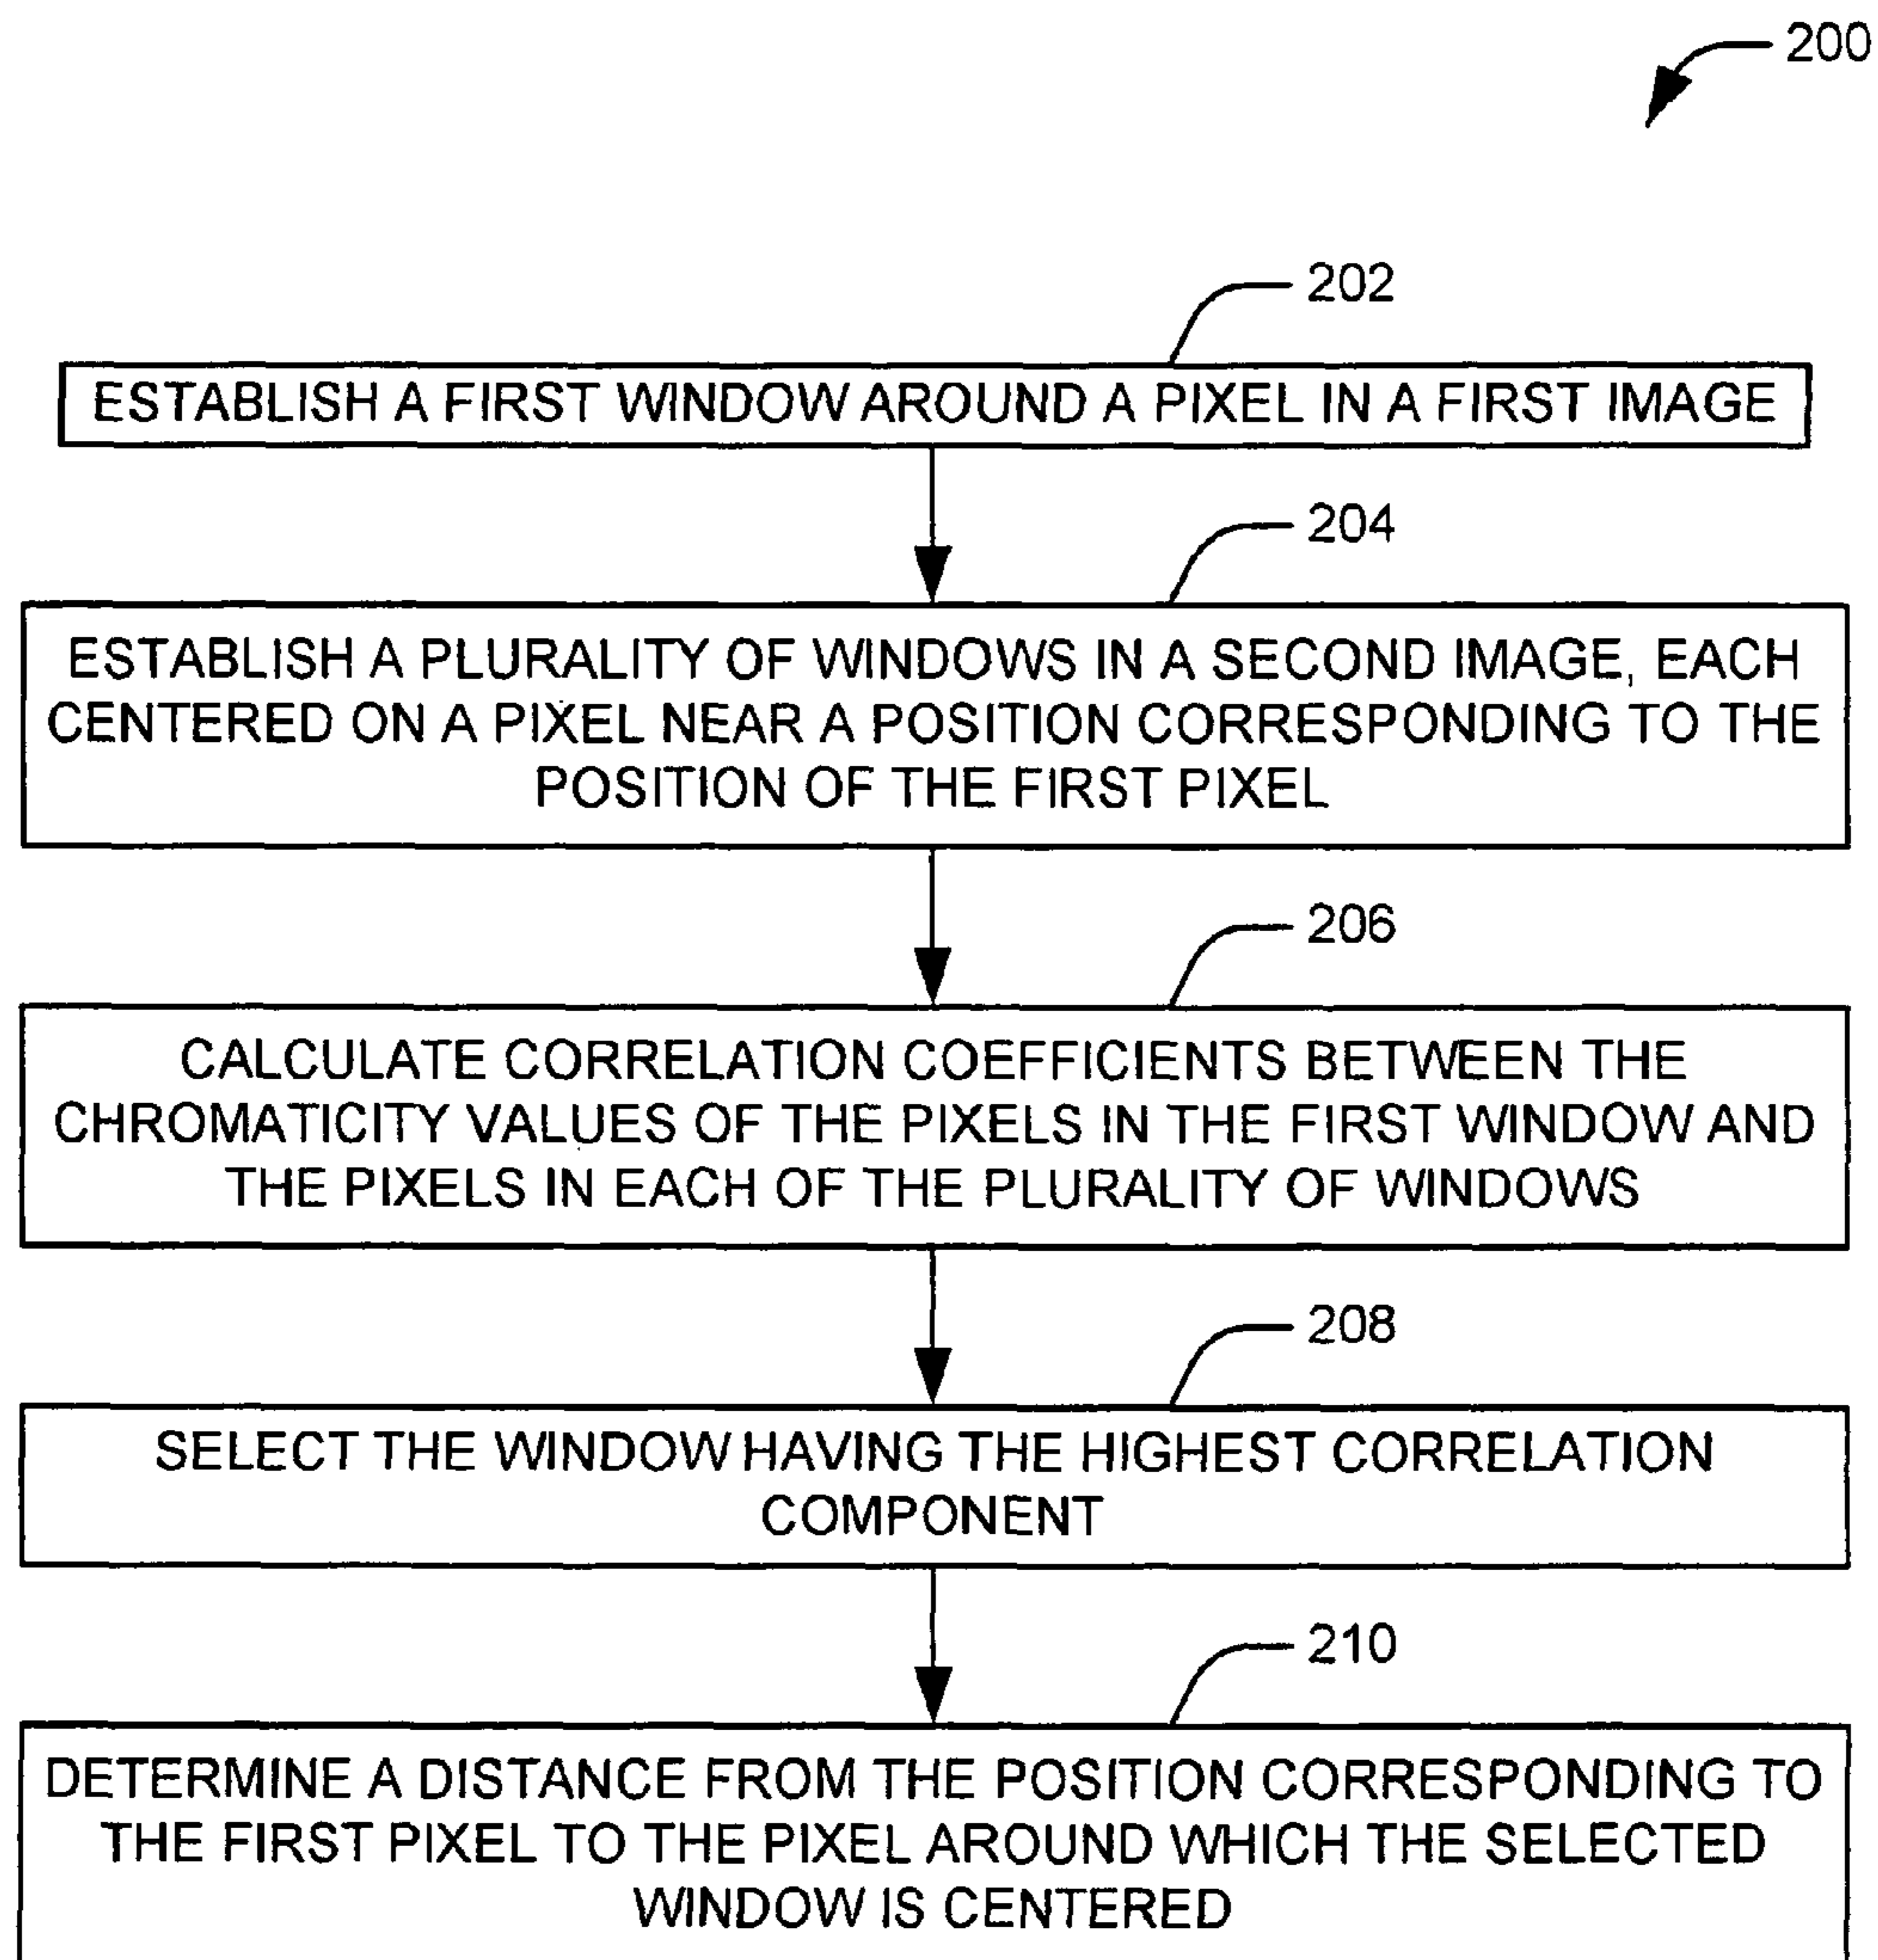 200
202
ESTABLISH A FIRST WINDOW AROUND A PIXEL IN A FIRST IMAGE
204
ESTABLISH A PLURALITY OF WINDOWS IN A SECOND IMAGE, EACH
CENTERED ON A PIXEL NEAR A POSITION CORRESPONDING TO THE
POSITION OF THE FIRST PIXEL
206
CALCULATE CORRELATION COEFFICIENTS BETWEEN THE
CHROMATICITY VALUES OF THE PIXELS IN THE FIRST WINDOW AND
THE PIXELS IN EACH OF THE PLURALITY OF WINDOWS
208
SELECT THE WINDOW HAVING THE HIGHEST CORRELATION
COMPONENT
210
DETERMINE A DISTANCE FROM THE POSITION CORRESPONDING TO
THE FIRST PIXEL TO THE PIXEL AROUND WHICH THE SELECTED
WINDOW IS CENTERED